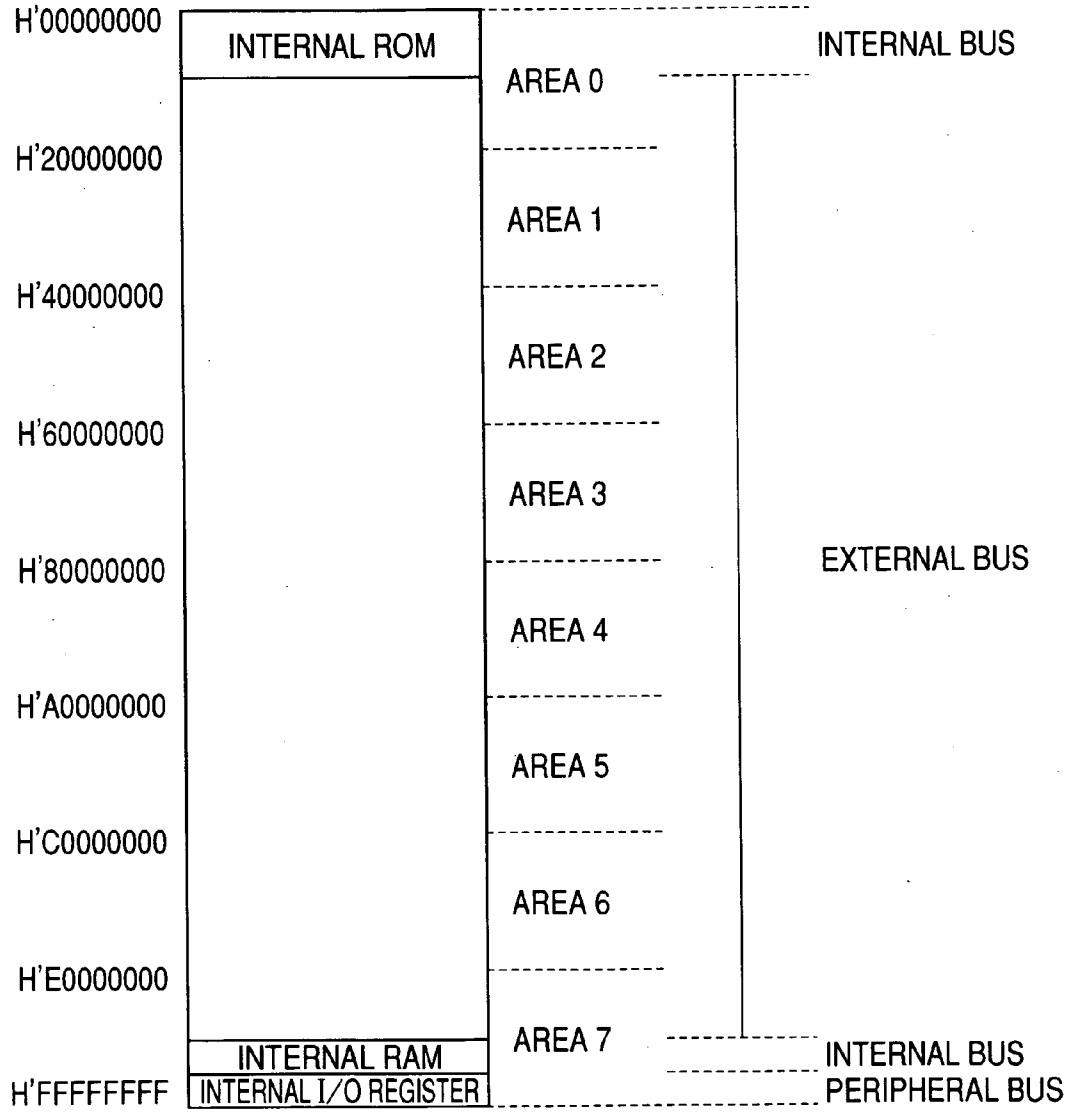 H'00000000
INTERNAL ROM
INTERNAL BUS
AREA 0
H'20000000
AREA 1
H'40000000
AREA 2
H'60000000
AREA 3
H'80000000
EXTERNAL BUS
AREA 4
H'A0000000
AREA 5
H'C0000000
AREA 6
H'E0000000
AREA 7
INTERNAL RAM
INTERNAL BUS
H'FFFFFFFF
INTERNAL I/O REGISTER
PERIPHERAL BUS